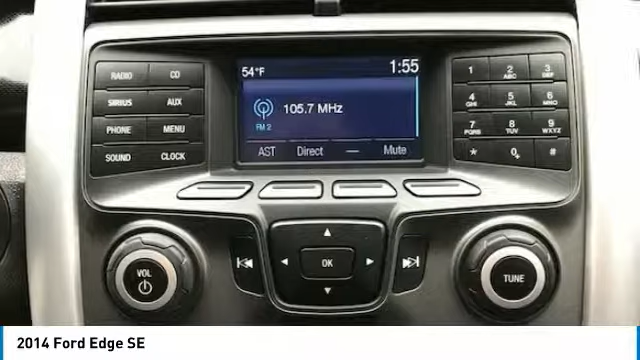 54°F 1:55
105.7 MHz
FM 2
AST Direct — Mute
RADIO CD
SIRIUS AUX
PHONE MENU
SOUND CLOCK
1 2 ABC 3 DEF
4 GHI 5 JKL 6 MNO
7 PQRS 8 TUV 9 WXYZ
* 0+ #
VOL
OK
TUNE
2014 Ford Edge SE